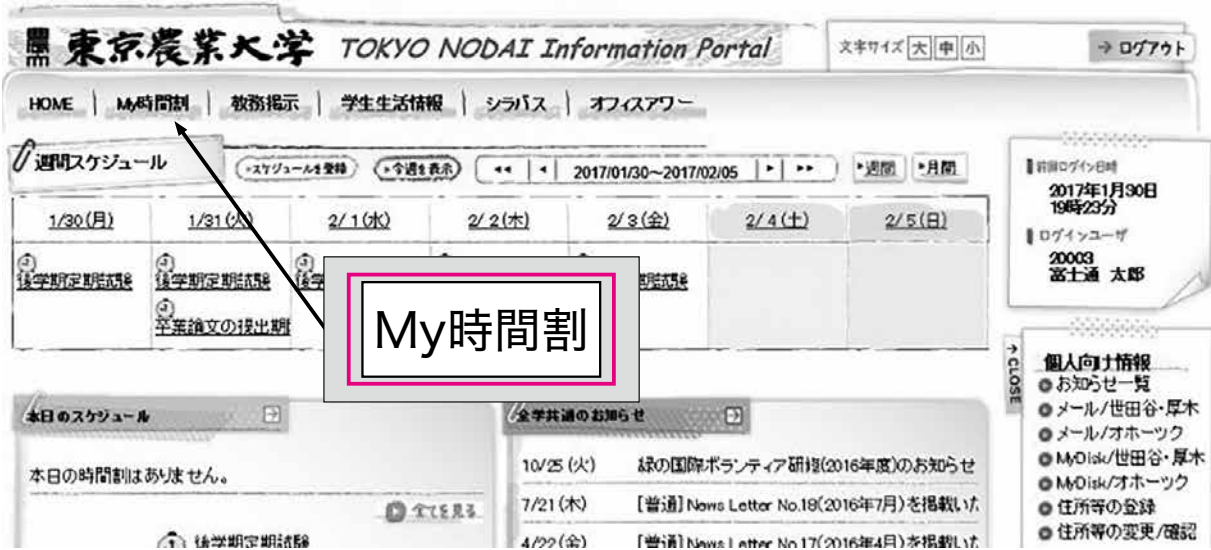 東京農業大学 TOKYO NODAI Information Portal
文字サイズ 大 中 小
ログアウト
HOME | My時間割 | 教務掲示 | 学生生活情報 | シラバス | オフィスアワー
週間スケジュール
スケジュールを登録
今週を表示
2017/01/30～2017/02/05
週間
月間
1/30(月) 1/31(火) 2/1(水) 2/2(木) 2/3(金) 2/4(土) 2/5(日)
後学期定期試験 後学期定期試験 後学
卒業論文の提出期
My時間割
前回ログイン日時
2017年1月30日
19時23分
ログインユーザ
20003
富士通 太郎
CLOSE
個人向け情報
お知らせ一覧
メール/世田谷・厚木
メール/オホーツク
MyDisk/世田谷・厚木
MyDisk/オホーツク
住所等の登録
住所等の変更/確認
本日のスケジュール
本日の時間割はありません。
全てを見る
後学期定期試験
全学共通のお知らせ
10/25 (火) 緑の国際ボランティア研修(2016年度)のお知らせ
7/21 (木) [普通] News Letter No.18(2016年7月)を掲載いた
4/22 (金) [普通] News Letter No.17(2016年4月)を掲載いた